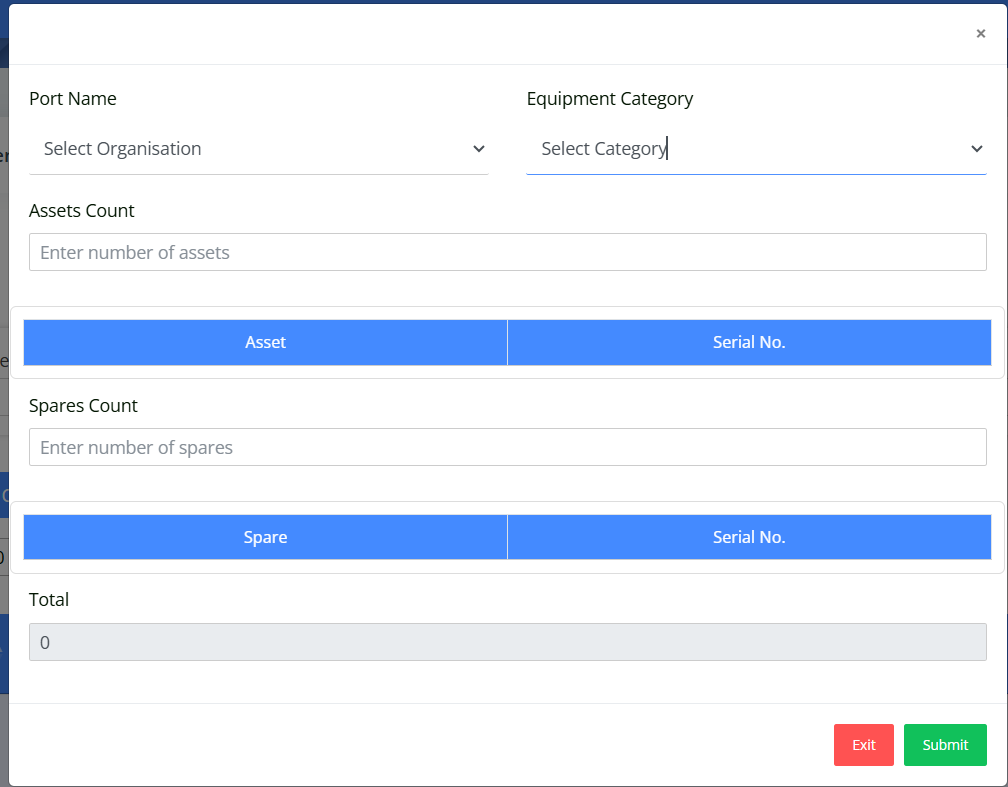 ×
Port Name
Equipment Category
Select Organisation
Select Category
Assets Count
Enter number of assets
Asset
Serial No.
Spares Count
Enter number of spares
Spare
Serial No.
Total
0
Exit
Submit